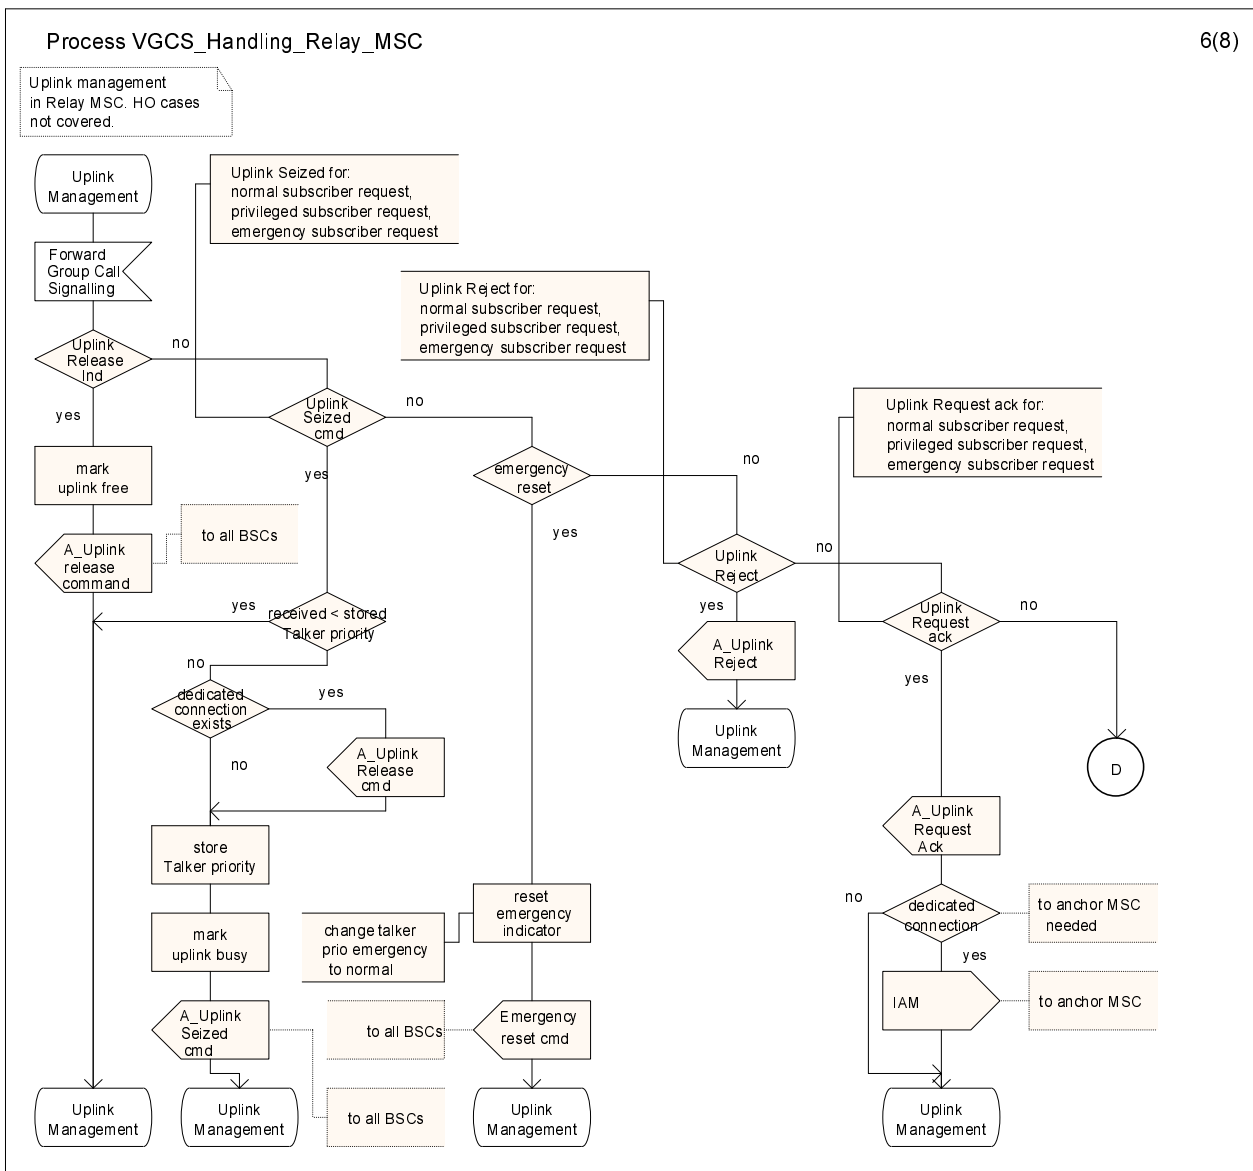 Process VGCS_Handling_Relay_MSC
6(8)
Uplink management
in Relay MSC. HO cases
not covered.
Uplink
Management
Uplink Seized for:
normal subscriber request,
privileged subscriber request,
emergency subscriber request
Forward
Group Call
Signalling
Uplink Reject for:
normal subscriber request,
privileged subscriber request,
emergency subscriber request
Uplink
Release
Ind
no
yes
Uplink
Seized
cmd
no
yes
Uplink Request ack for:
normal subscriber request,
privileged subscriber request,
emergency subscriber request
mark
uplink free
emergency
reset
no
yes
A_Uplink
release
command
to all BSCs
Uplink
Reject
no
yes
received < stored
Talker priority
yes
no
Uplink
Request
ack
no
yes
A_Uplink
Reject
dedicated
connection
exists
yes
no
Uplink
Management
A_Uplink
Release
cmd
D
A_Uplink
Request
Ack
store
Talker priority
reset
emergency
indicator
no
dedicated
connection
yes
to anchor MSC
needed
mark
uplink busy
change talker
prio emergency
to normal
IAM
to anchor MSC
A_Uplink
Seized
cmd
to all BSCs
Emergency
reset cmd
Uplink
Management
Uplink
Management
to all BSCs
Uplink
Management
Uplink
Management